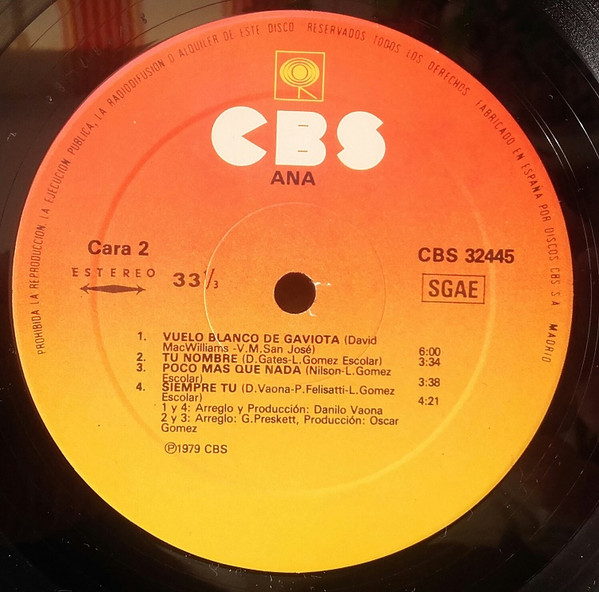 PROHIBIDA LA REPRODUCCION, LA EJECUCION PUBLICA, LA RADIODIFUSION O ALQUILER DE ESTE DISCO RESERVADOS TODOS LOS DERECHOS. FABRICADO EN ESPAÑA POR DISCOS CBS S.A. MADRID
CBS
ANA
Cara 2
CBS 32445
ESTEREO
33 1/3
SGAE
1. VUELO BLANCO DE GAVIOTA (David
MacWilliams -V.M.San José) 6:00
2. TU NOMBRE (D.Gates-L.Gomez Escolar) 3:34
3. POCO MAS QUE NADA (Nilson-L.Gomez
Escolar) 3:38
4. SIEMPRE TU (D.Vaona-P.Felisatti-L.Gomez
Escolar) 4:21
1 y 4: Arreglo y Producción: Danilo Vaona
2 y 3: Arreglo: G.Preskett, Producción: Oscar
Gomez
℗1979 CBS